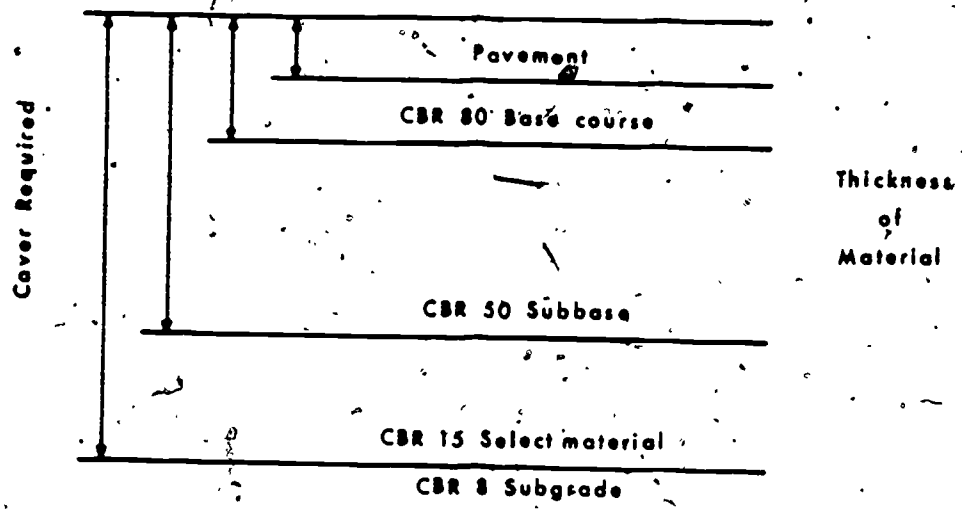 Pavement
CBR 80 Base course
Cover Required
Thickness
of
Material
CBR 50 Subbase
CBR 15 Select material
CBR 8 Subgrade